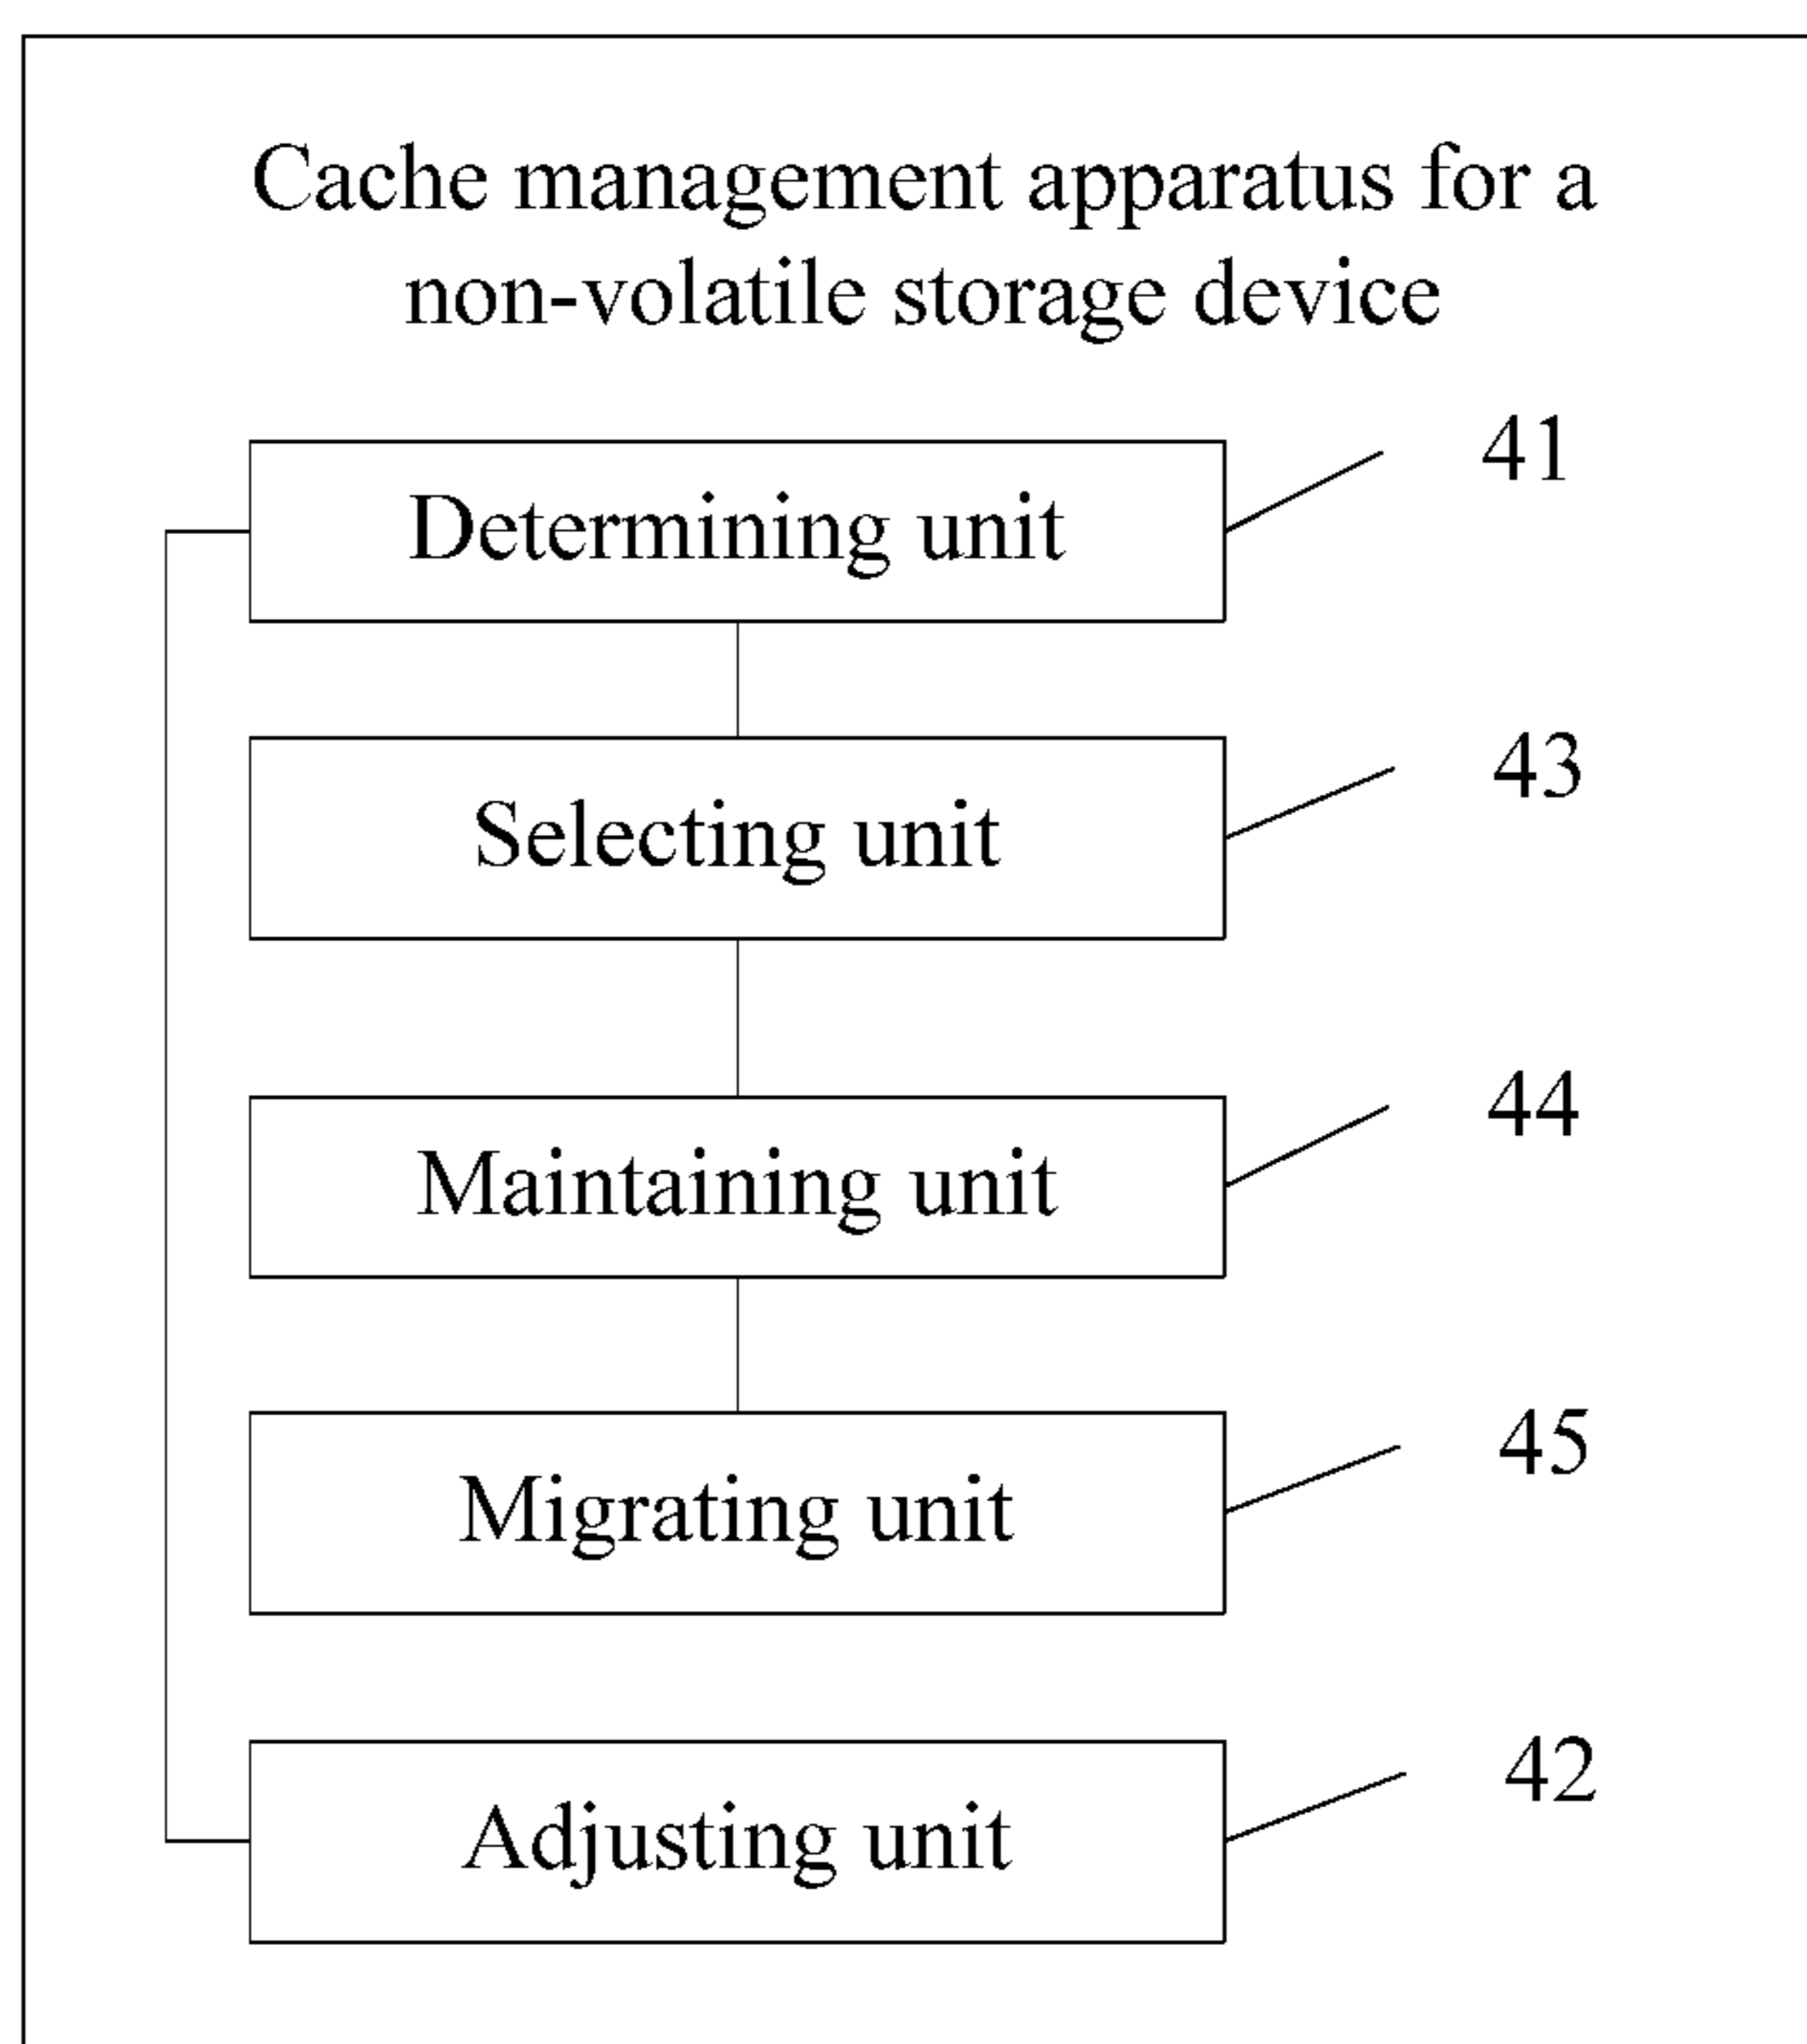 Cache management apparatus for a
non-volatile storage device
Determining unit
41
Selecting unit
43
Maintaining unit
44
Migrating unit
45
Adjusting unit
42